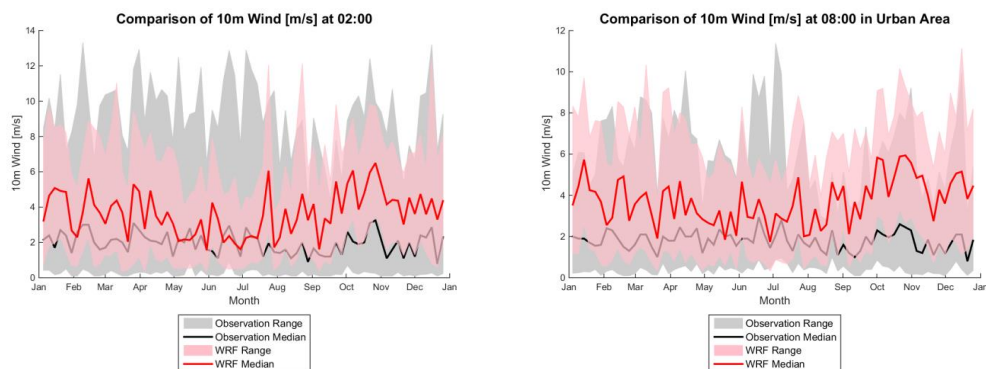 Comparison of 10m Wind [m/s] at 02:00
14
12
10
8
6
4
2
0
10m Wind [m/s]
Jan Feb Mar Apr May Jun Jul Aug Sep Oct Nov Dec Jan
Month
Observation Range
Observation Median
WRF Range
WRF Median
Comparison of 10m Wind [m/s] at 08:00 in Urban Area
12
10
8
6
4
2
0
10m Wind [m/s]
Jan Feb Mar Apr May Jun Jul Aug Sep Oct Nov Dec Jan
Month
Observation Range
Observation Median
WRF Range
WRF Median